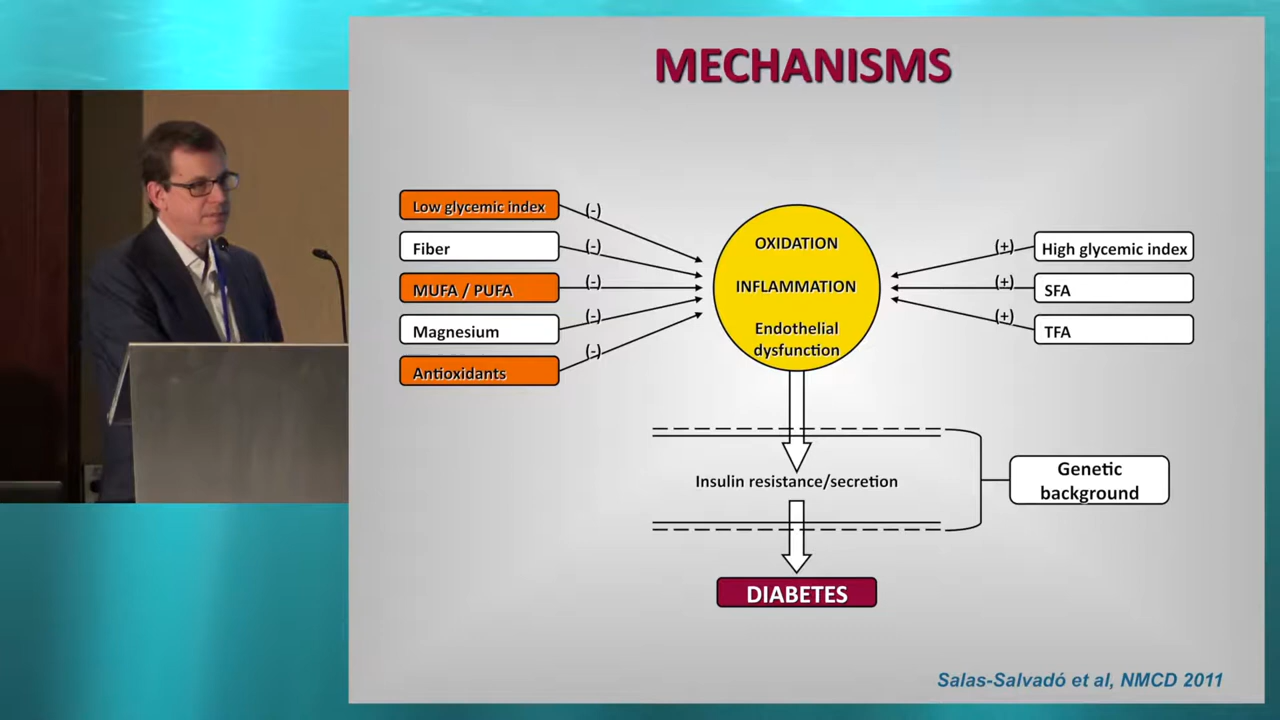 MECHANISMS
Low glycemic index
(-)
Fiber
(-)
MUFA / PUFA
(-)
Magnesium
(-)
Antioxidants
(-)
OXIDATION
INFLAMMATION
Endothelial
dysfunction
(+)
High glycemic index
(+)
SFA
(+)
TFA
Insulin resistance/secretion
Genetic
background
DIABETES
Salas-Salvadó et al, NMCD 2011